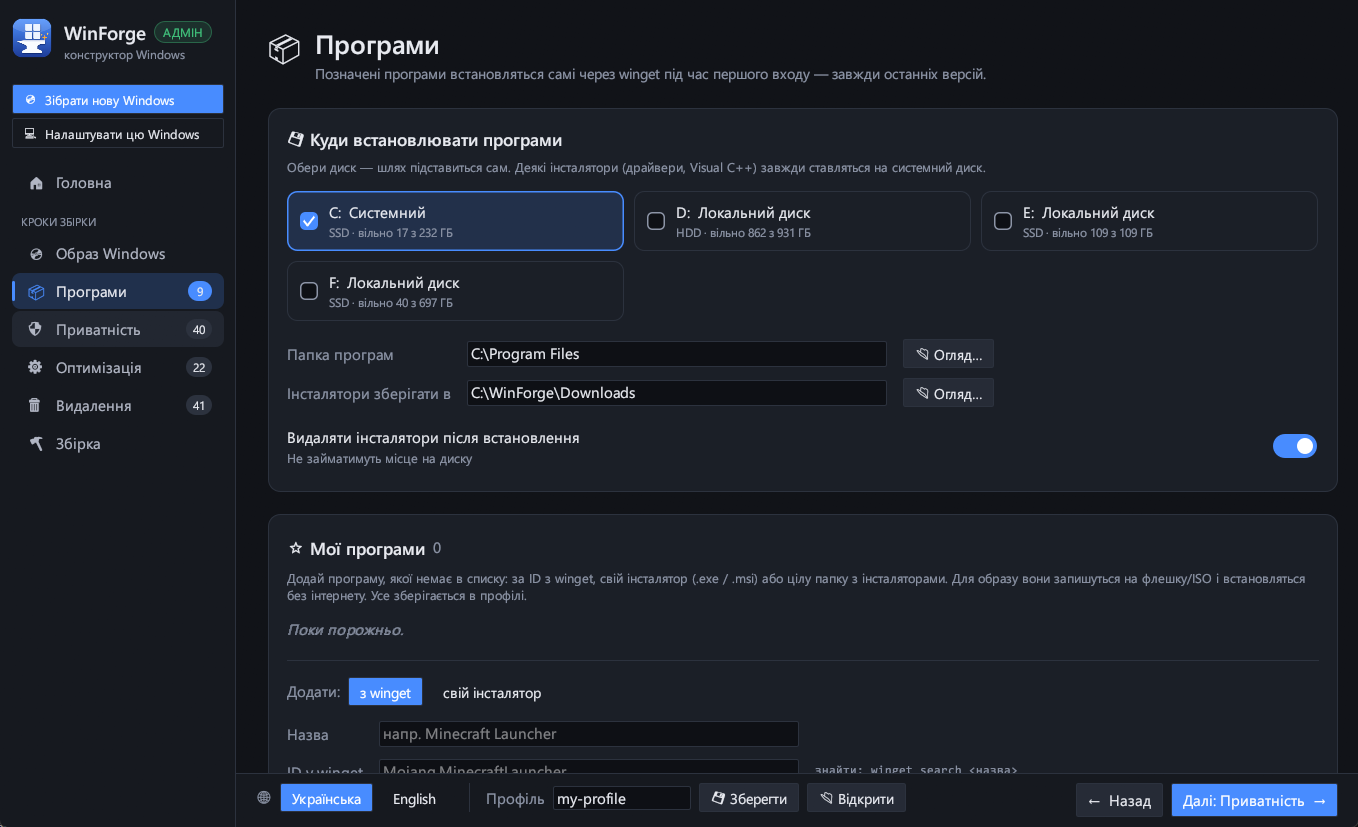 WinForge АДМІН
конструктор Windows
Зібрати нову Windows
Налаштувати цю Windows
Головна
КРОКИ ЗБІРКИ
Образ Windows
Програми 9
Приватність 40
Оптимізація 22
Видалення 41
Збірка
Програми
Позначені програми встановляться самі через winget під час першого входу — завжди останніх версій.
Куди встановлювати програми
Обери диск — шлях підставиться сам. Деякі інсталятори (драйвери, Visual C++) завжди ставляться на системний диск.
C: Системний
SSD · вільно 17 з 232 ГБ
D: Локальний диск
HDD · вільно 862 з 931 ГБ
E: Локальний диск
SSD · вільно 109 з 109 ГБ
F: Локальний диск
SSD · вільно 40 з 697 ГБ
Папка програм C:\Program Files Огляд...
Інсталятори зберігати в C:\WinForge\Downloads Огляд...
Видаляти інсталятори після встановлення
Не займатимуть місце на диску
Мої програми 0
Додай програму, якої немає в списку: за ID з winget, свій інсталятор (.exe / .msi) або цілу папку з інсталяторами. Для образу вони запишуться на флешку/ISO і встановляться
без інтернету. Усе зберігається в профілі.
Поки порожньо.
Додати: з winget свій інсталятор
Назва напр. Minecraft Launcher
ID у winget Mojang.MinecraftLauncher знайти: winget search <назва>
Українська English Профіль my-profile Зберегти Відкрити ← Назад Далі: Приватність →